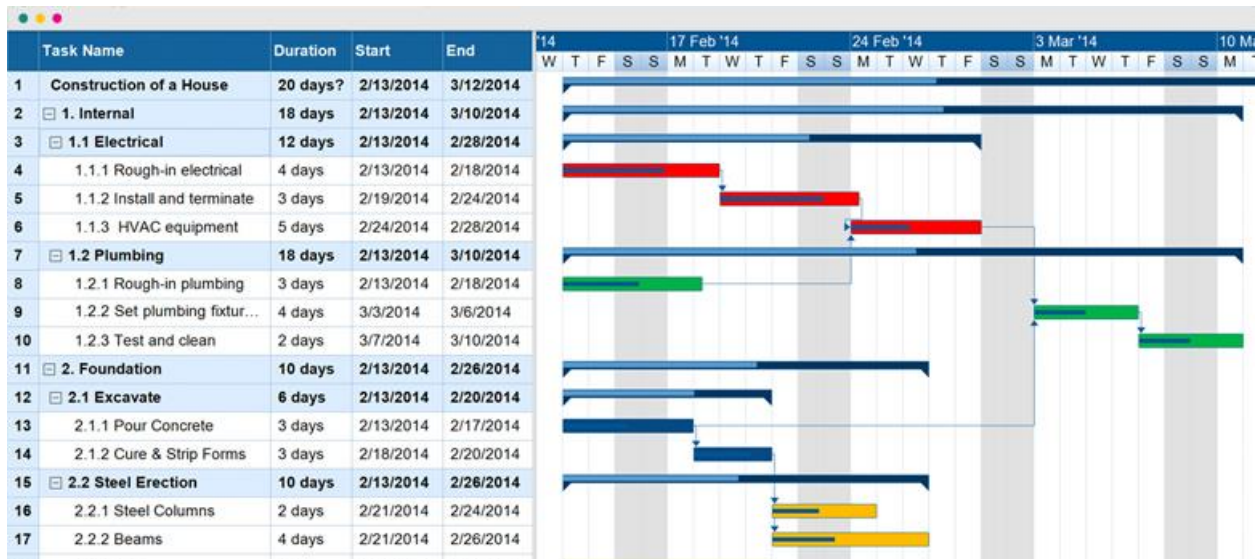 '14 17 Feb '14 24 Feb '14 3 Mar '14 10 Ma
Task Name Duration Start End
W T F S S M T W T F S S M T W T F S S M T W T F S S M T
1 Construction of a House 20 days? 2/13/2014 3/12/2014
2 1. Internal 18 days 2/13/2014 3/10/2014
3 1.1 Electrical 12 days 2/13/2014 2/28/2014
4 1.1.1 Rough-in electrical 4 days 2/13/2014 2/18/2014
5 1.1.2 Install and terminate 3 days 2/19/2014 2/24/2014
6 1.1.3 HVAC equipment 5 days 2/24/2014 2/28/2014
7 1.2 Plumbing 18 days 2/13/2014 3/10/2014
8 1.2.1 Rough-in plumbing 3 days 2/13/2014 2/18/2014
9 1.2.2 Set plumbing fixtur... 4 days 3/3/2014 3/6/2014
10 1.2.3 Test and clean 2 days 3/7/2014 3/10/2014
11 2. Foundation 10 days 2/13/2014 2/26/2014
12 2.1 Excavate 6 days 2/13/2014 2/20/2014
13 2.1.1 Pour Concrete 3 days 2/13/2014 2/17/2014
14 2.1.2 Cure & Strip Forms 3 days 2/18/2014 2/20/2014
15 2.2 Steel Erection 10 days 2/13/2014 2/26/2014
16 2.2.1 Steel Columns 2 days 2/21/2014 2/24/2014
17 2.2.2 Beams 4 days 2/21/2014 2/26/2014